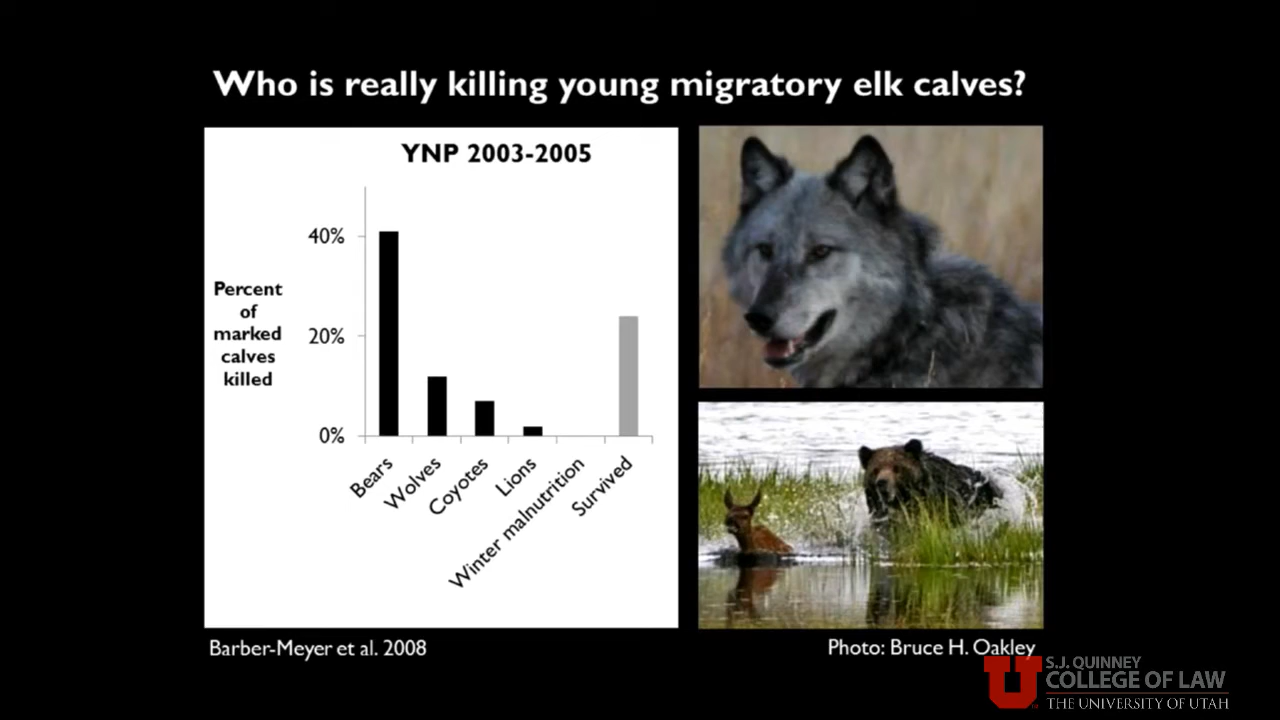 Who is really killing young migratory elk calves?
YNP 2003-2005
Percent
of
marked
calves
killed
40%
20%
0%
Bears
Wolves
Coyotes
Lions
Winter malnutrition
Survived
Barber-Meyer et al. 2008
Photo: Bruce H. Oakley
U
S.J. QUINNEY
COLLEGE OF LAW
THE UNIVERSITY OF UTAH